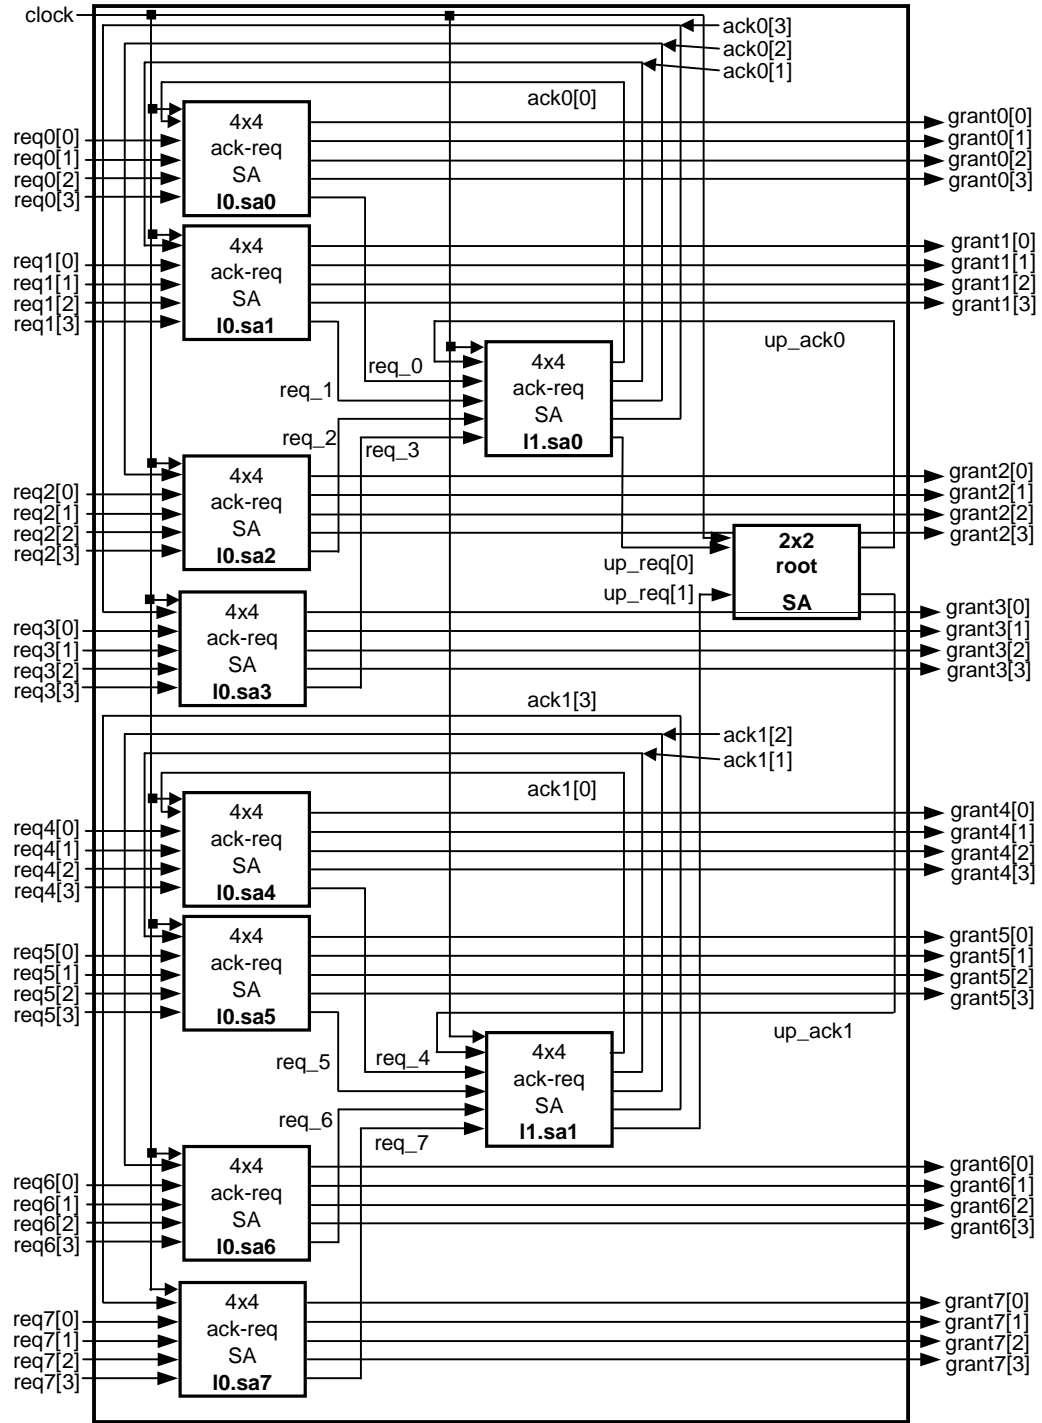 clock
ack0[3]
ack0[2]
ack0[1]
ack0[0]
4x4
ack-req
SA
l0.sa0
req0[0]
req0[1]
req0[2]
req0[3]
grant0[0]
grant0[1]
grant0[2]
grant0[3]
4x4
ack-req
SA
l0.sa1
req1[0]
req1[1]
req1[2]
req1[3]
grant1[0]
grant1[1]
grant1[2]
grant1[3]
up_ack0
req_0
req_1
req_2
req_3
4x4
ack-req
SA
l1.sa0
4x4
ack-req
SA
l0.sa2
req2[0]
req2[1]
req2[2]
req2[3]
grant2[0]
grant2[1]
grant2[2]
grant2[3]
up_req[0]
up_req[1]
2x2
root
SA
4x4
ack-req
SA
l0.sa3
req3[0]
req3[1]
req3[2]
req3[3]
grant3[0]
grant3[1]
grant3[2]
grant3[3]
ack1[3]
ack1[2]
ack1[1]
ack1[0]
4x4
ack-req
SA
l0.sa4
req4[0]
req4[1]
req4[2]
req4[3]
grant4[0]
grant4[1]
grant4[2]
grant4[3]
4x4
ack-req
SA
l0.sa5
req5[0]
req5[1]
req5[2]
req5[3]
grant5[0]
grant5[1]
grant5[2]
grant5[3]
up_ack1
req_5
req_4
req_6
req_7
4x4
ack-req
SA
l1.sa1
4x4
ack-req
SA
l0.sa6
req6[0]
req6[1]
req6[2]
req6[3]
grant6[0]
grant6[1]
grant6[2]
grant6[3]
4x4
ack-req
SA
l0.sa7
req7[0]
req7[1]
req7[2]
req7[3]
grant7[0]
grant7[1]
grant7[2]
grant7[3]